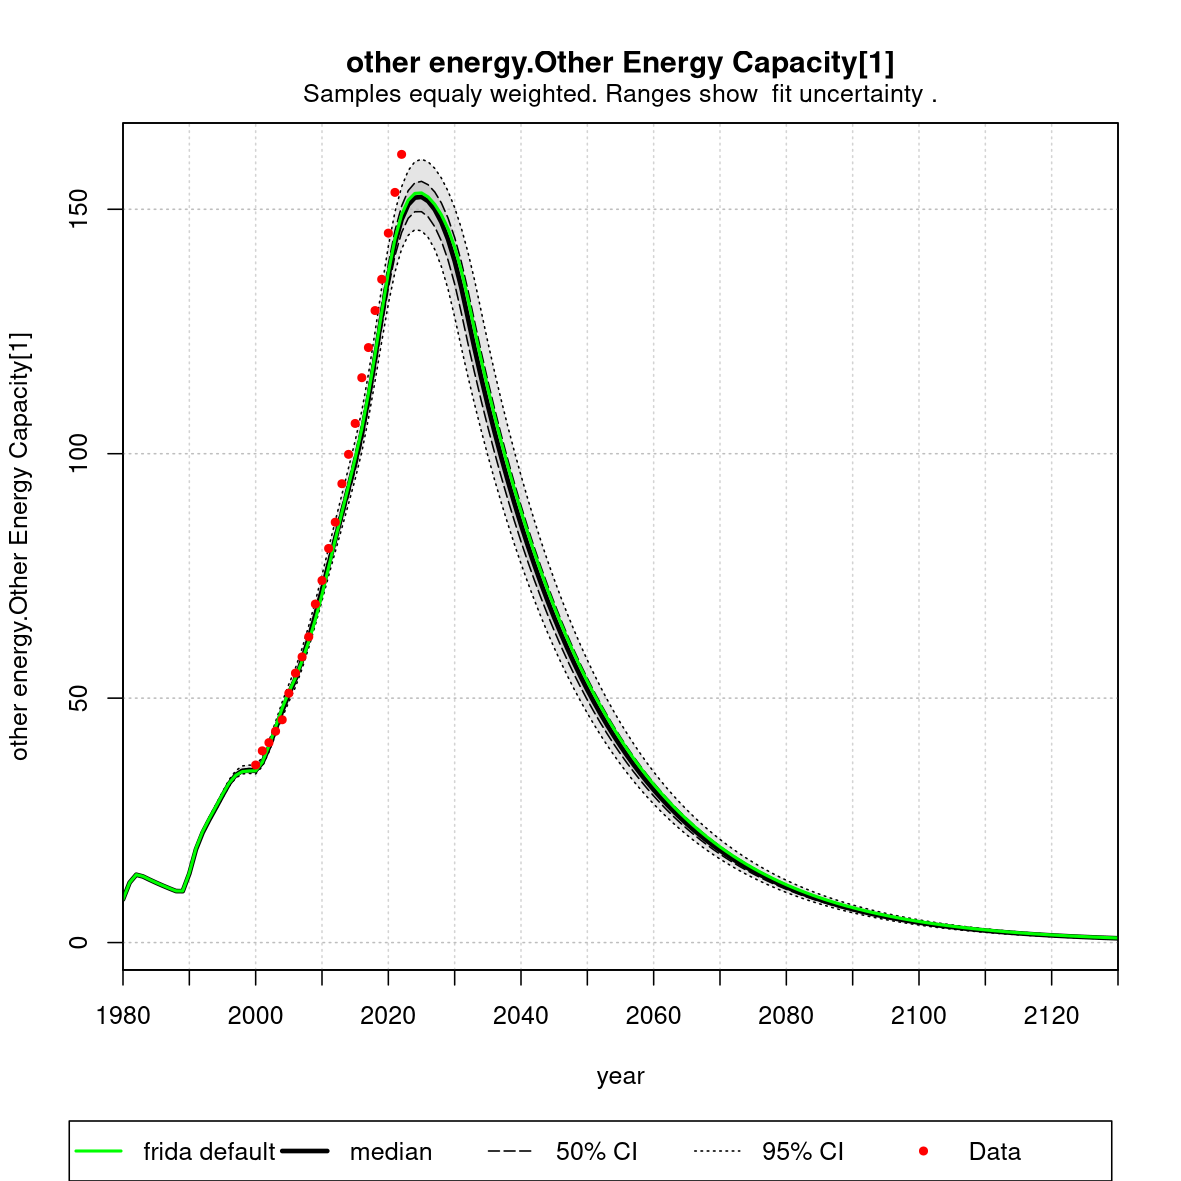 other energy.Other Energy Capacity[1]
Samples equaly weighted. Ranges show  fit uncertainty .
other energy.Other Energy Capacity[1]
150
100
50
0
1980 2000 2020 2040 2060 2080 2100 2120
year
frida default median 50% CI 95% CI Data